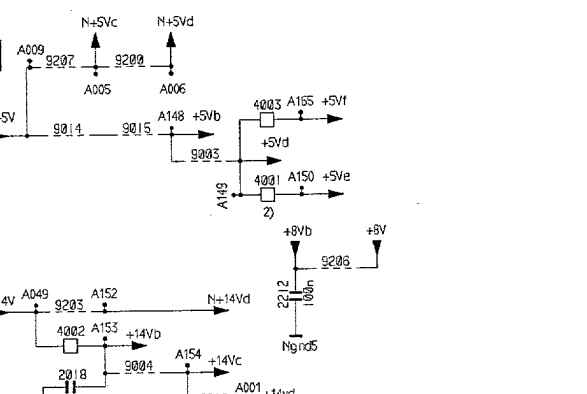 N+5Vc N+5Vd
A009 9207 9200
A005 A006
+5V 9014 9015 A148 +5Vb
4003 A165 +5Vf
+5Vd
9003
A149 4001 A150 +5Ve
2)
+8Vb +8V
9206
2212 100n
Ngnd5
4V A049 9203 A152 N+14Vd
4002 A153 +14Vb
9004 A154 +14Vc
2018
A001 +14vd